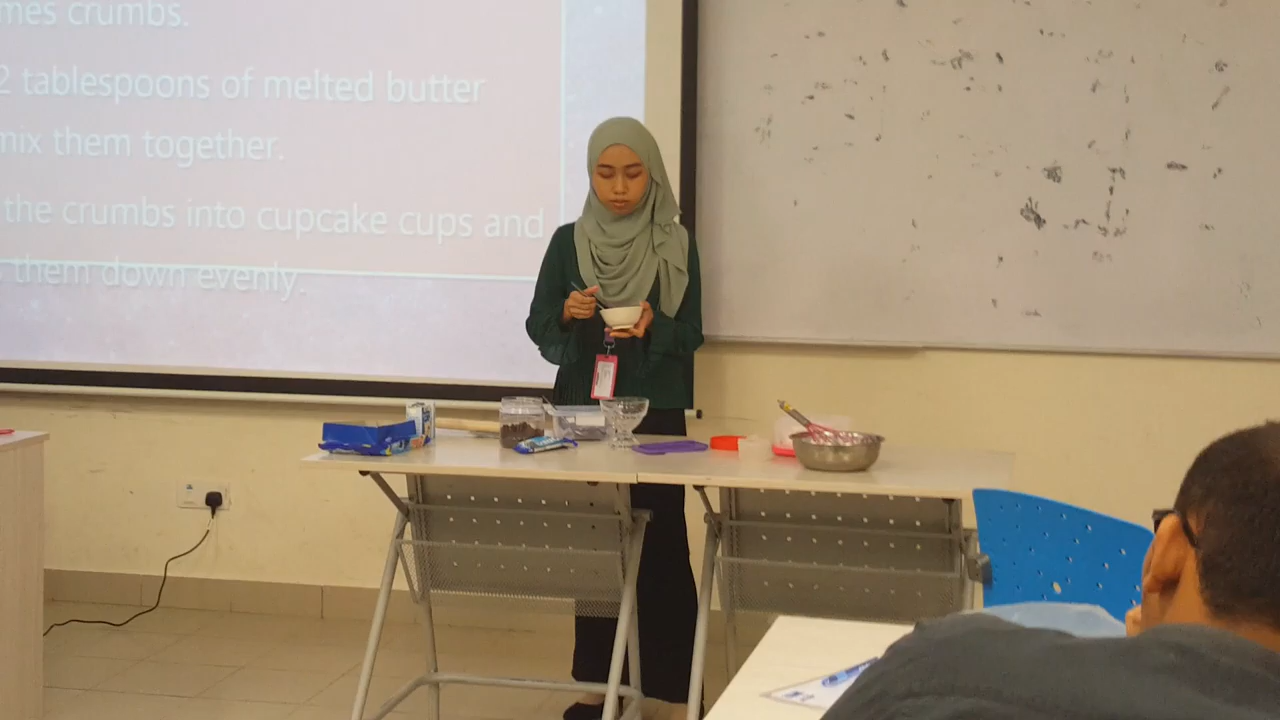 mes crumbs.
2 tablespoons of melted butter
mix them together.
the crumbs into cupcake cups and
them down evenly.